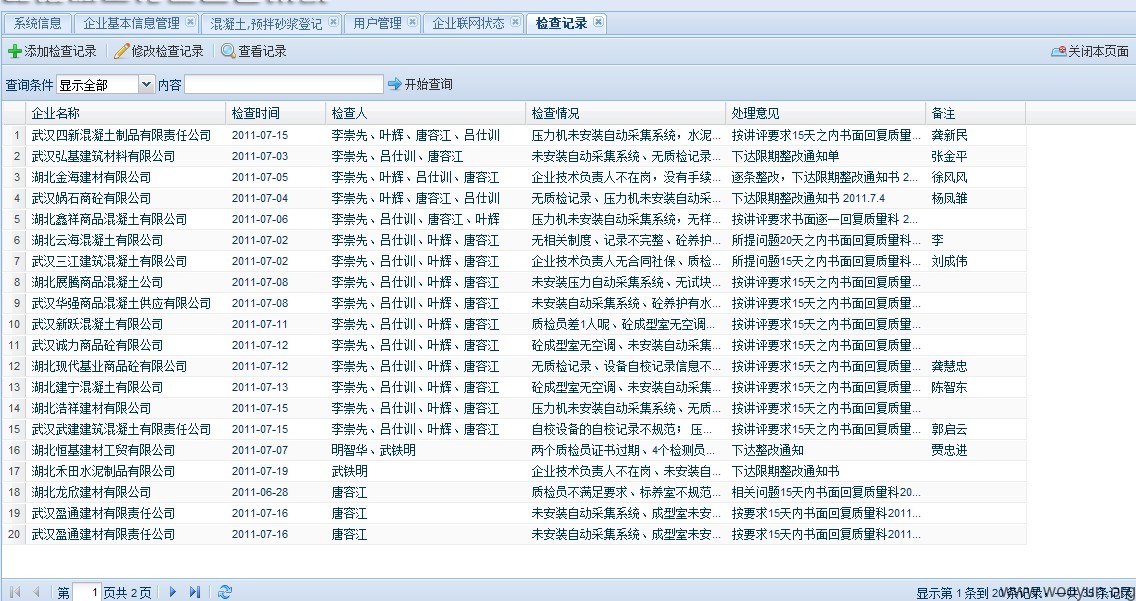 系统信息 企业基本信息管理 混凝土,预拌砂浆登记 用户管理 企业联网状态 检查记录
添加检查记录 修改检查记录 查看记录 关闭本页面
查询条件 显示全部 内容 开始查询
企业名称 检查时间 检查人 检查情况 处理意见 备注
1 武汉四新混凝土制品有限责任公司 2011-07-15 李崇先、叶辉、唐容江、吕仕训 压力机未安装自动采集系统，水泥... 按讲评要求15天之内书面回复质量... 龚新民
2 武汉弘基建筑材料有限公司 2011-07-03 李崇先、吕仕训、唐容江 未安装自动采集系统、无质检记录... 下达限期整改通知单 张金平
3 湖北金海建材有限公司 2011-07-05 李崇先、叶辉、吕仕训、唐容江 企业技术负责人不在岗，没有手续... 逐条整改，下达限期整改通知书 2... 徐风风
4 武汉娲石商砼有限公司 2011-07-04 李崇先、叶辉、唐容江、吕仕训 无质检记录、压力机未安装自动采... 下达限期整改通知书 2011.7.4 杨凤雏
5 湖北鑫祥商品混凝土有限公司 2011-07-06 李崇先、吕仕训、唐容江、叶辉 压力机未安装自动采集系统，无样... 按讲评要求书面逐一回复质量科 2...
6 湖北云海混凝土有限公司 2011-07-02 李崇先、吕仕训、叶辉、唐容江 无相关制度、记录不完整、砼养护... 所提问题20天之内书面回复质量科... 李
7 武汉三江建筑混凝土有限公司 2011-07-02 李崇先、吕仕训、叶辉、唐容江 企业技术负责人无合同社保、质检... 所提问题15天之内书面回复质量科... 刘成伟
8 湖北展腾商品混凝土公司 2011-07-08 李崇先、吕仕训、叶辉、唐容江 未安装压力自动采集系统、无试块... 按讲评要求15天之内书面回复质量...
9 武汉华强商品混凝土供应有限公司 2011-07-08 李崇先、吕仕训、叶辉、唐容江 未安装自动采集系统、砼养护有水... 按讲评要求15天之内书面回复质量...
10 武汉新跃混凝土有限公司 2011-07-11 李崇先、吕仕训、叶辉、唐容江 质检员差1人呢、砼成型室无空调... 按讲评要求15天之内书面回复质量...
11 武汉诚力商品砼有限公司 2011-07-12 李崇先、吕仕训、叶辉、唐容江 砼成型室无空调、未安装自动采集... 按讲评要求15天之内书面回复质量...
12 湖北现代基业商品砼有限公司 2011-07-12 李崇先、吕仕训、叶辉、唐容江 无质检记录、设备自校记录信息不... 按讲评要求15天之内书面回复质量... 龚慧忠
13 湖北建宁混凝土有限公司 2011-07-13 李崇先、吕仕训、叶辉、唐容江 砼成型室无空调、未安装自动采集... 按讲评要求15天之内书面回复质量... 陈智东
14 湖北浩祥建材有限公司 2011-07-15 李崇先、吕仕训、叶辉、唐容江 压力机未安装自动采集系统、无质... 按讲评要求15天之内书面回复质量...
15 武汉武建建筑混凝土有限责任公司 2011-07-15 李崇先、吕仕训、叶辉、唐容江 自校设备的自校记录不规范； 压... 按讲评要求15天之内书面回复质量... 郭启云
16 湖北恒基建材工贸有限公司 2011-07-07 明智华、武铁明 两个质检员证书过期、4个检测员... 下达整改通知 贾忠进
17 湖北禾田水泥制品有限公司 2011-07-19 武铁明 企业技术负责人不在岗、未安装自... 下达限期整改通知书
18 湖北龙欣建材有限公司 2011-06-28 唐容江 质检员不满足要求、标养室不规范... 相关问题15天内书面回复质量科20...
19 武汉盈通建材有限责任公司 2011-07-16 唐容江 未安装自动采集系统、成型室未安... 按要求15天内书面回复质量科2011...
20 武汉盈通建材有限责任公司 2011-07-16 唐容江 未安装自动采集系统、成型室未安... 按要求15天内书面回复质量科2011...
第 1 页共 2 页 显示第 1 条到 20 条记录
www.wooyun.org